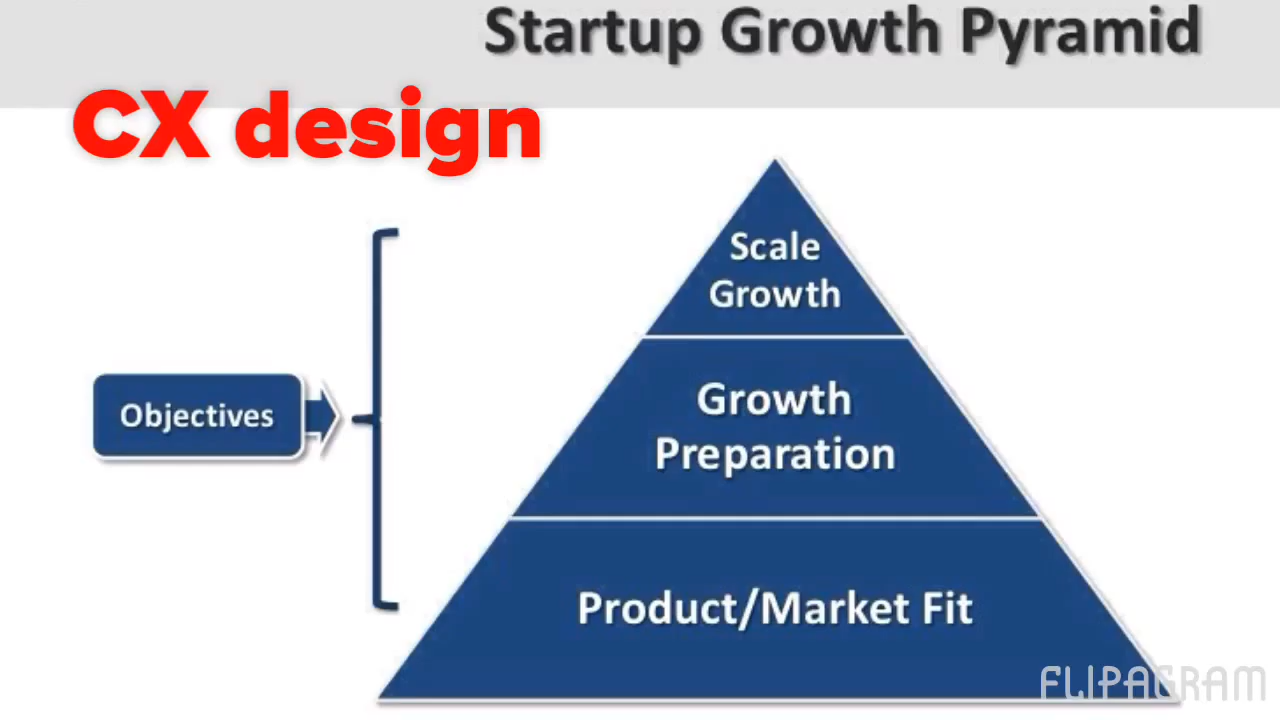 Startup Growth Pyramid
CX design
Scale
Growth
Growth
Preparation
Objectives
Product/Market Fit
FLIPAGRAM